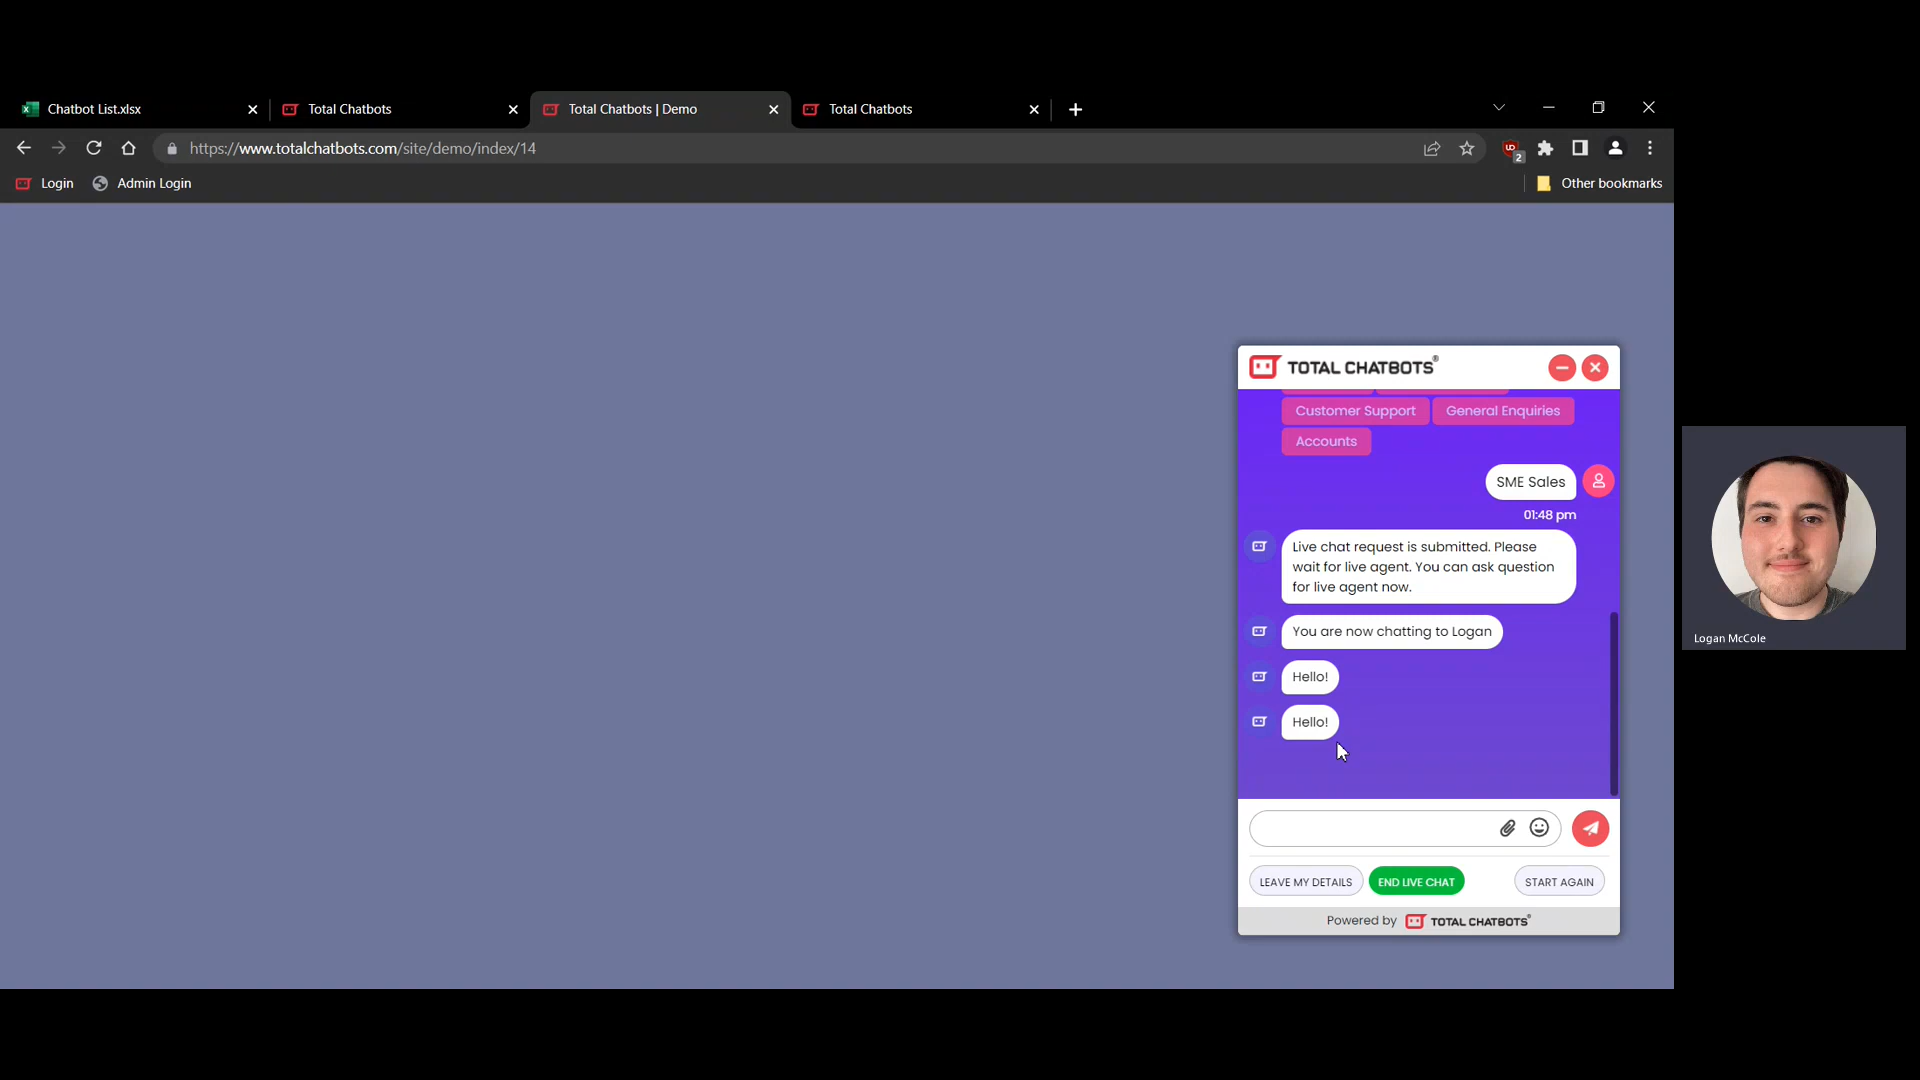 Chatbot List.xlsx
Total Chatbots
Total Chatbots | Demo
Total Chatbots
https://www.totalchatbots.com/site/demo/index/14
2
Login
Admin Login
Other bookmarks
TOTAL CHATBOTS®
Customer Support
General Enquiries
Accounts
SME Sales
01:48 pm
Live chat request is submitted. Please
wait for live agent. You can ask question
for live agent now.
You are now chatting to Logan
Hello!
Hello!
LEAVE MY DETAILS
END LIVE CHAT
START AGAIN
Powered by TOTAL CHATBOTS®
Logan McCole